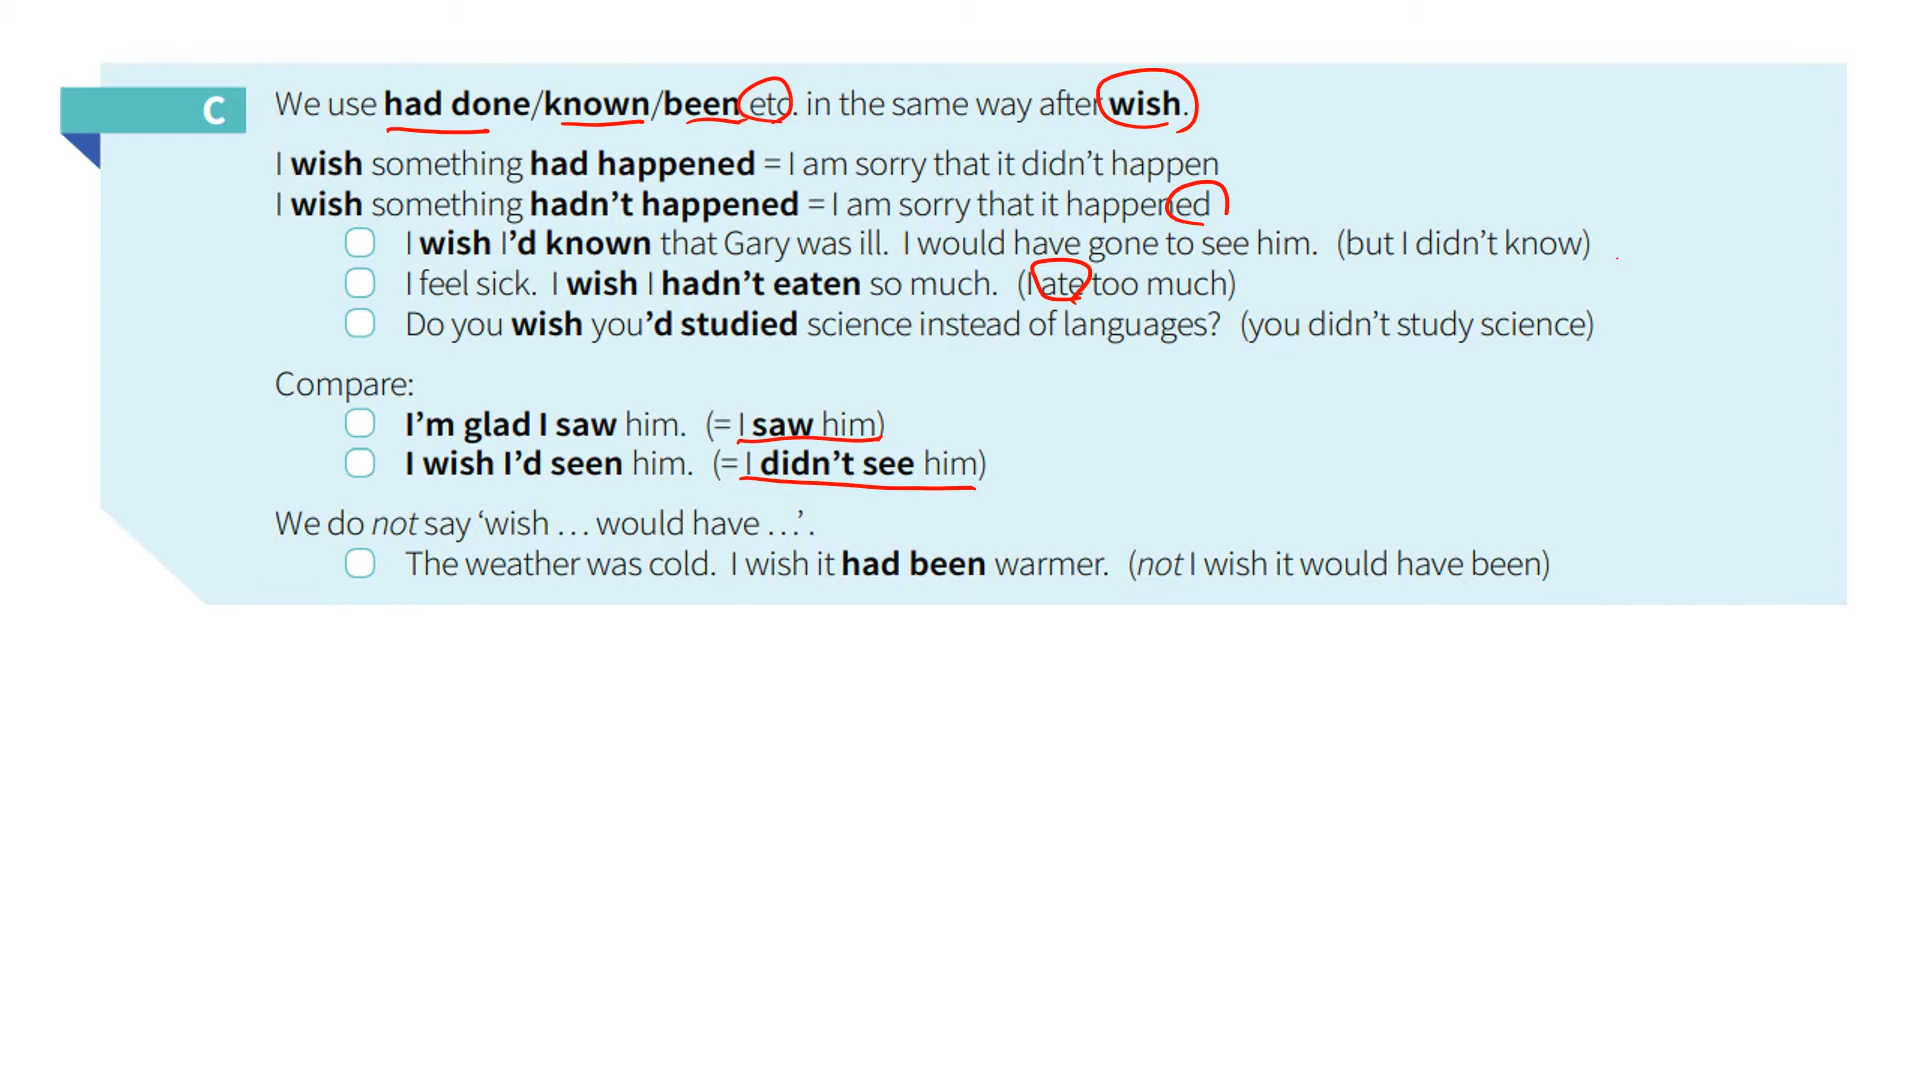 C
We use had done/known/been etc. in the same way after wish.
I wish something had happened = I am sorry that it didn’t happen
I wish something hadn’t happened = I am sorry that it happened
I wish I’d known that Gary was ill. I would have gone to see him. (but I didn’t know)
I feel sick. I wish I hadn’t eaten so much. (I ate too much)
Do you wish you’d studied science instead of languages? (you didn’t study science)
Compare:
I’m glad I saw him. (= I saw him)
I wish I’d seen him. (= I didn’t see him)
We do not say ‘wish … would have …’.
The weather was cold. I wish it had been warmer. (not I wish it would have been)